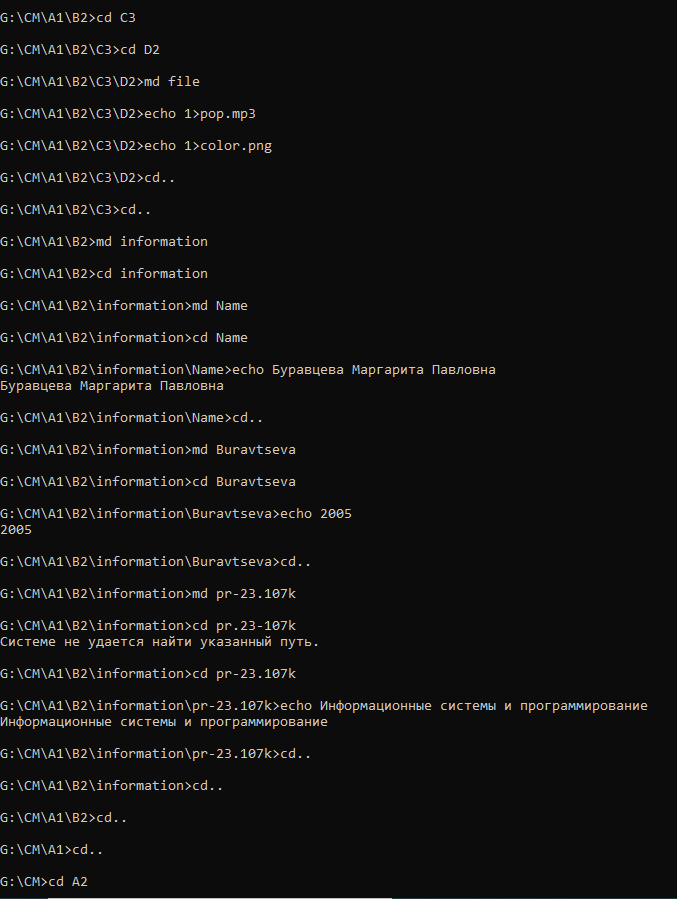 G:\CM\A1\B2>cd C3
G:\CM\A1\B2\C3>cd D2
G:\CM\A1\B2\C3\D2>md file
G:\CM\A1\B2\C3\D2>echo 1>pop.mp3
G:\CM\A1\B2\C3\D2>echo 1>color.png
G:\CM\A1\B2\C3\D2>cd..
G:\CM\A1\B2\C3>cd..
G:\CM\A1\B2>md information
G:\CM\A1\B2>cd information
G:\CM\A1\B2\information>md Name
G:\CM\A1\B2\information>cd Name
G:\CM\A1\B2\information\Name>echo Буравцева Маргарита Павловна
Буравцева Маргарита Павловна
G:\CM\A1\B2\information\Name>cd..
G:\CM\A1\B2\information>md Buravtseva
G:\CM\A1\B2\information>cd Buravtseva
G:\CM\A1\B2\information\Buravtseva>echo 2005
2005
G:\CM\A1\B2\information\Buravtseva>cd..
G:\CM\A1\B2\information>md pr-23.107k
G:\CM\A1\B2\information>cd pr.23-107k
Системе не удается найти указанный путь.
G:\CM\A1\B2\information>cd pr-23.107k
G:\CM\A1\B2\information\pr-23.107k>echo Информационные системы и программирование
Информационные системы и программирование
G:\CM\A1\B2\information\pr-23.107k>cd..
G:\CM\A1\B2\information>cd..
G:\CM\A1\B2>cd..
G:\CM\A1>cd..
G:\CM>cd A2